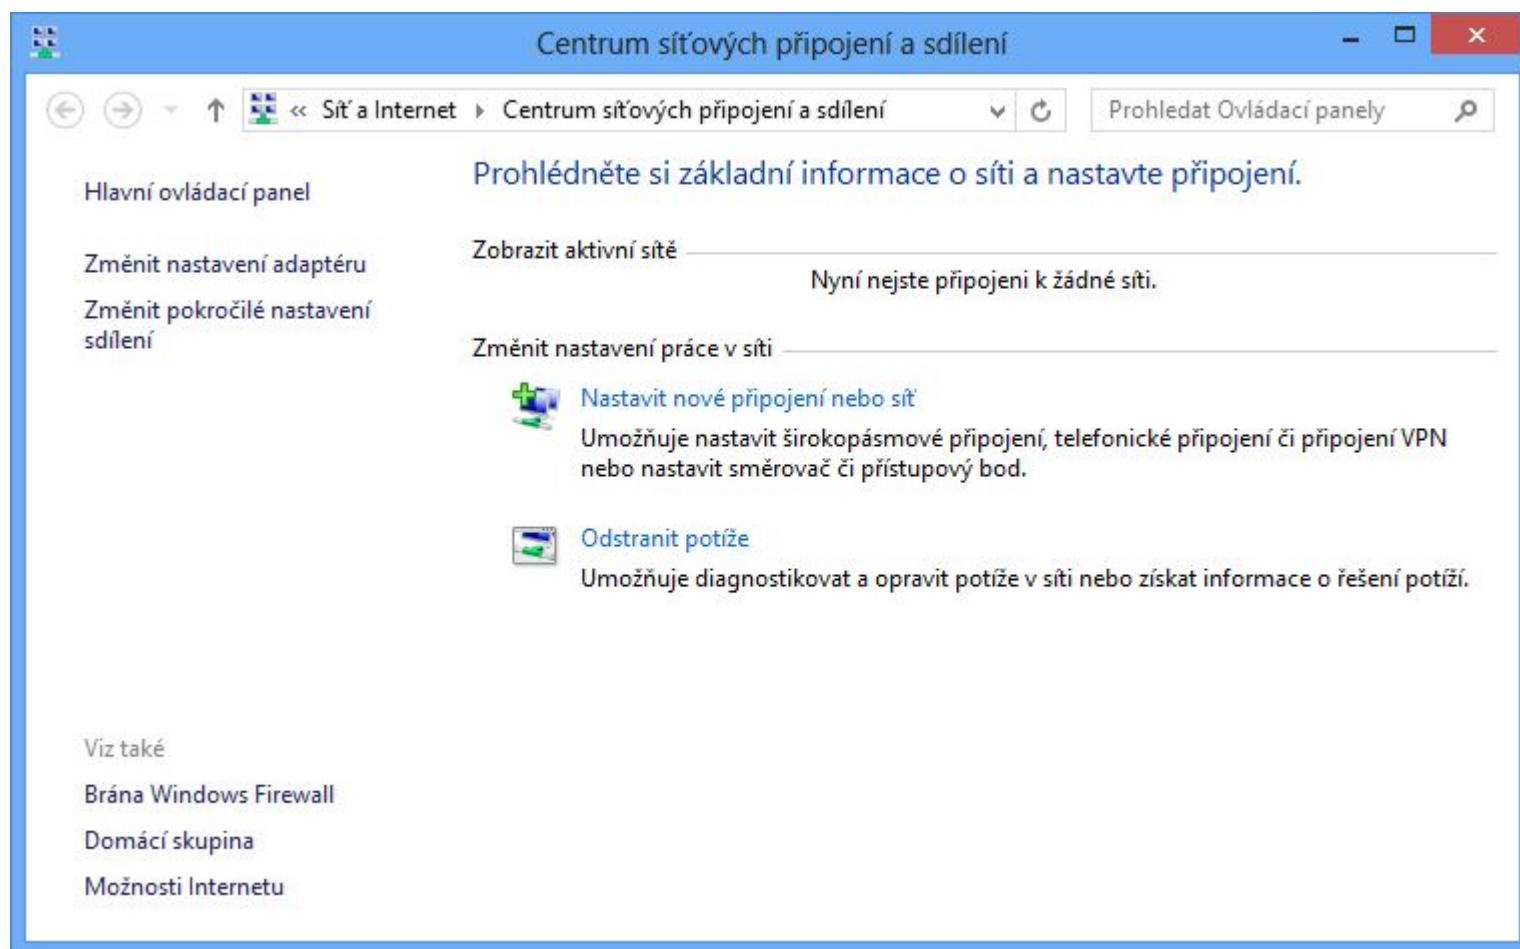 Centrum síťových připojení a sdílení
« Síť a Internet Centrum síťových připojení a sdílení Prohledat Ovládací panely
Hlavní ovládací panel
Změnit nastavení adaptéru
Změnit pokročilé nastavení
sdílení
Prohlédněte si základní informace o síti a nastavte připojení.
Zobrazit aktivní sítě
Nyní nejste připojeni k žádné síti.
Změnit nastavení práce v síti
Nastavit nové připojení nebo síť
Umožňuje nastavit širokopásmové připojení, telefonické připojení či připojení VPN
nebo nastavit směrovač či přístupový bod.
Odstranit potíže
Umožňuje diagnostikovat a opravit potíže v síti nebo získat informace o řešení potíží.
Viz také
Brána Windows Firewall
Domácí skupina
Možnosti Internetu